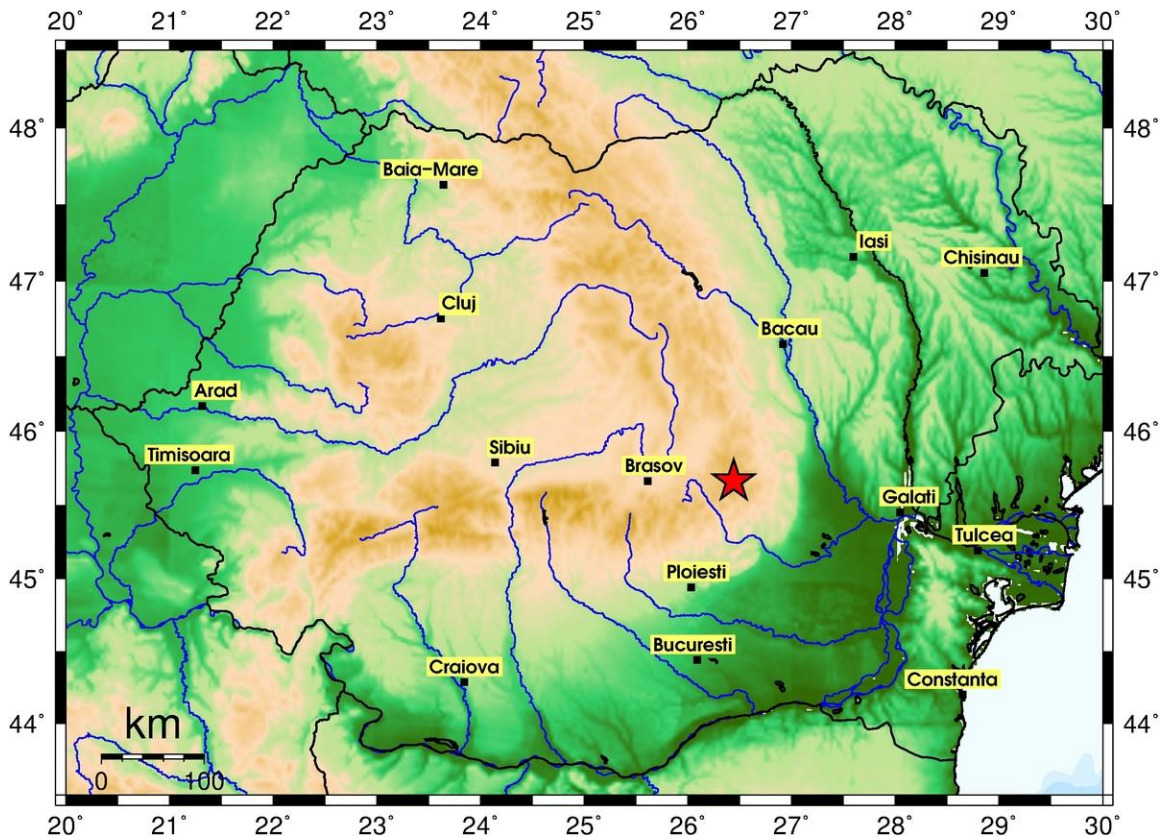 20° 21° 22° 23° 24° 25° 26° 27° 28° 29° 30°
48° 48°
Baia-Mare
Iasi
Chisinau
47° 47°
Cluj
Bacau
Arad
46° 46°
Timisoara
Sibiu
Brasov
Galati
Tulcea
45° 45°
Ploiesti
Bucuresti
Craiova
Constanta
44° 44°
km
0 100
20° 21° 22° 23° 24° 25° 26° 27° 28° 29° 30°